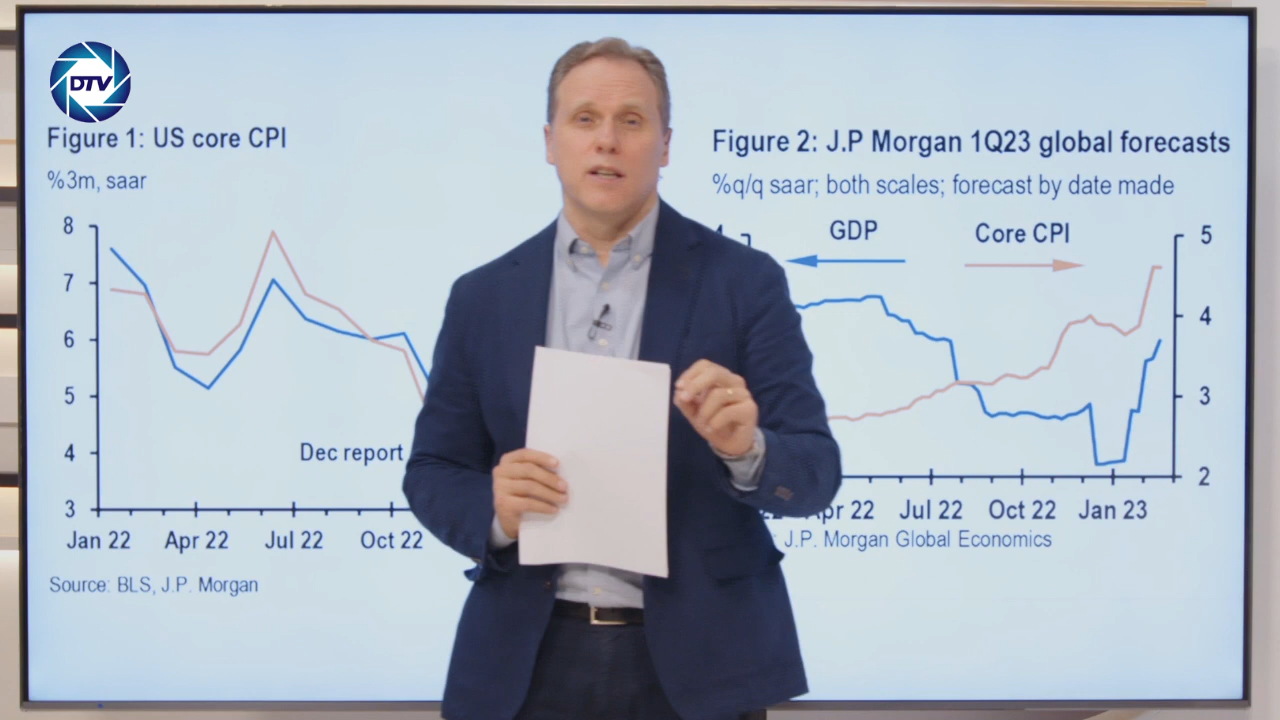 DTV
Figure 1: US core CPI
%3m, saar
8
7
6
5
4
3
Dec report
Jan 22 Apr 22 Jul 22 Oct 22
Source: BLS, J.P. Morgan
Figure 2: J.P Morgan 1Q23 global forecasts
%q/q saar; both scales; forecast by date made
4
GDP
Core CPI
5
4
3
2
Apr 22 Jul 22 Oct 22 Jan 23
J.P. Morgan Global Economics